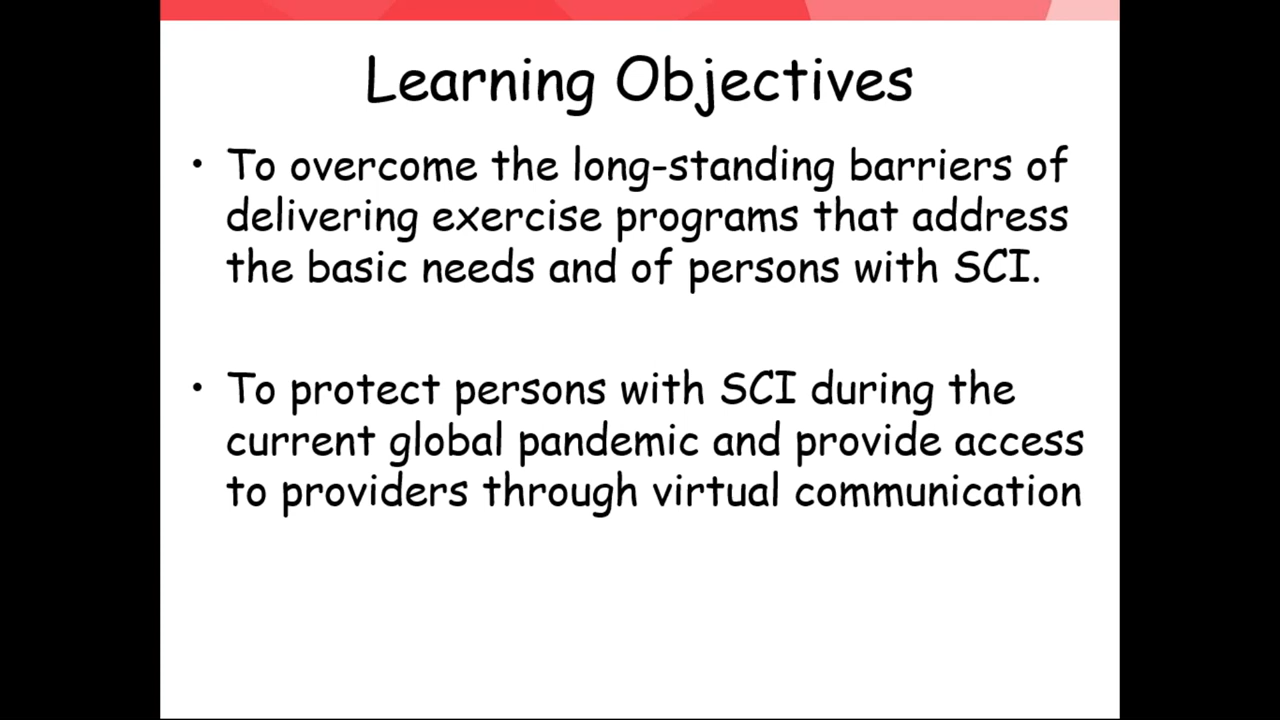 Learning Objectives
• To overcome the long-standing barriers of
delivering exercise programs that address
the basic needs and of persons with SCI.
• To protect persons with SCI during the
current global pandemic and provide access
to providers through virtual communication